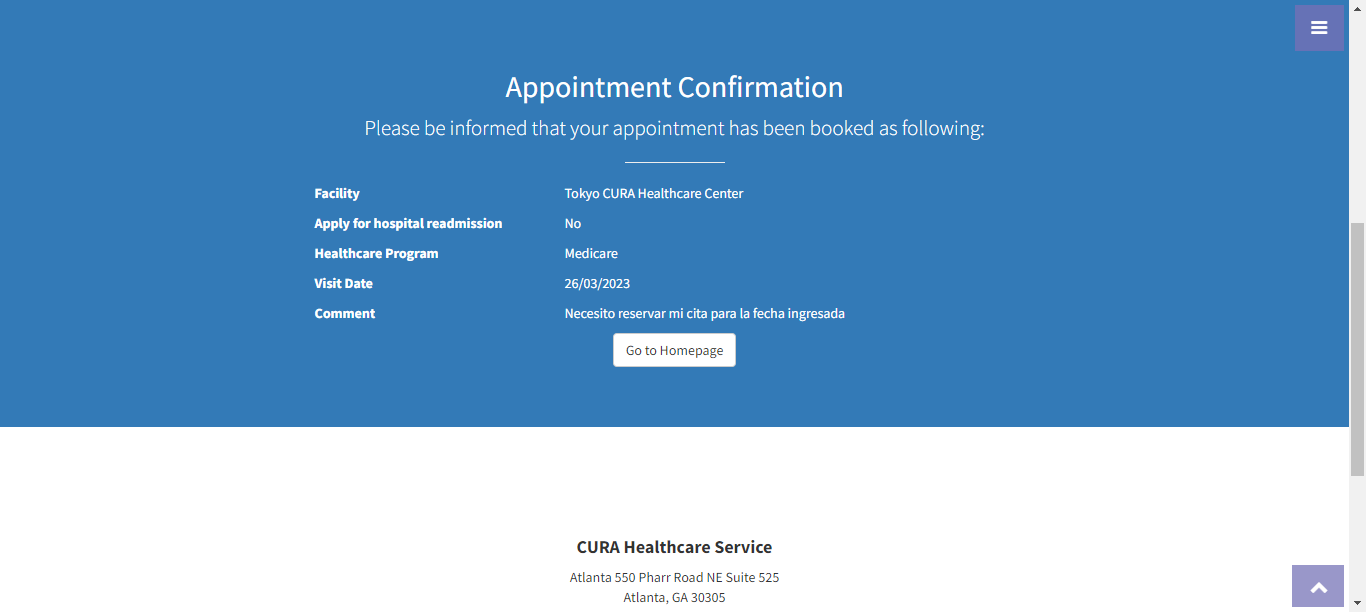 Appointment Confirmation
Please be informed that your appointment has been booked as following:
Facility Tokyo CURA Healthcare Center
Apply for hospital readmission No
Healthcare Program Medicare
Visit Date 26/03/2023
Comment Necesito reservar mi cita para la fecha ingresada
Go to Homepage
CURA Healthcare Service
Atlanta 550 Pharr Road NE Suite 525
Atlanta, GA 30305